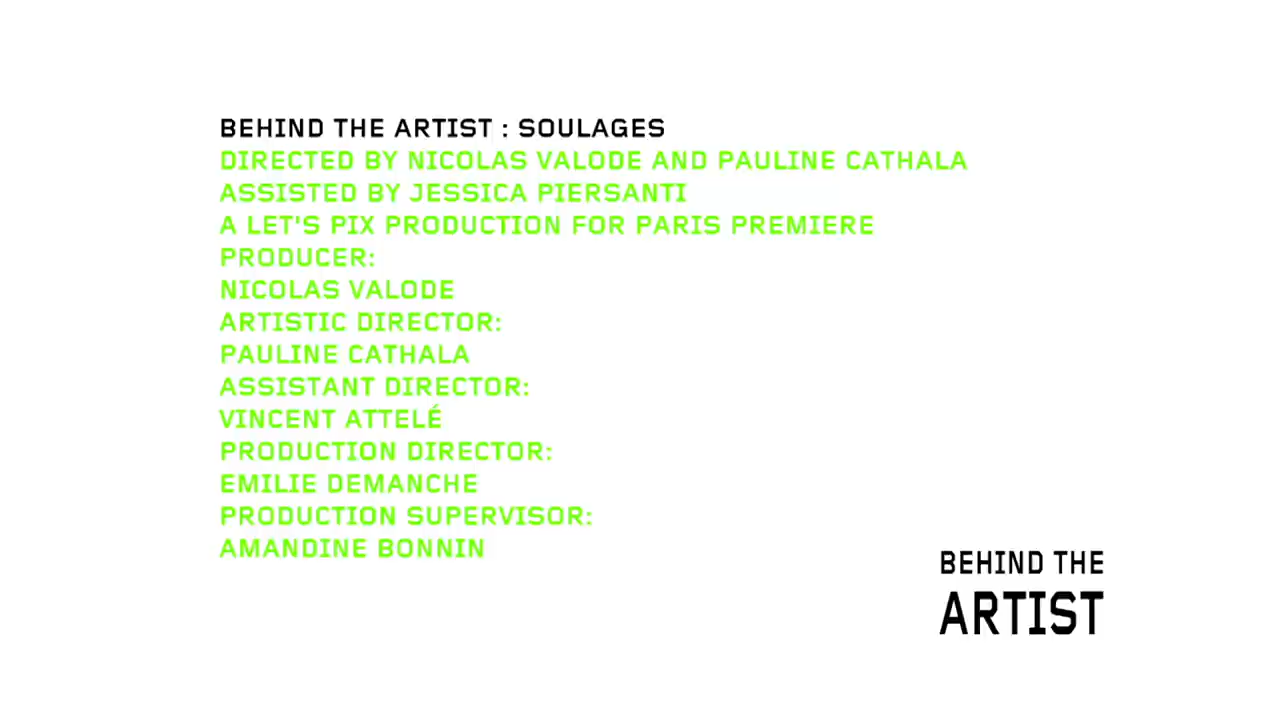 BEHIND THE ARTIST : SOULAGES
DIRECTED BY NICOLAS VALODE AND PAULINE CATHALA
ASSISTED BY JESSICA PIERSANTI
A LET'S PIX PRODUCTION FOR PARIS PREMIERE
PRODUCER:
NICOLAS VALODE
ARTISTIC DIRECTOR:
PAULINE CATHALA
ASSISTANT DIRECTOR:
VINCENT ATTELÉ
PRODUCTION DIRECTOR:
EMILIE DEMANCHE
PRODUCTION SUPERVISOR:
AMANDINE BONNIN
BEHIND THE
ARTIST